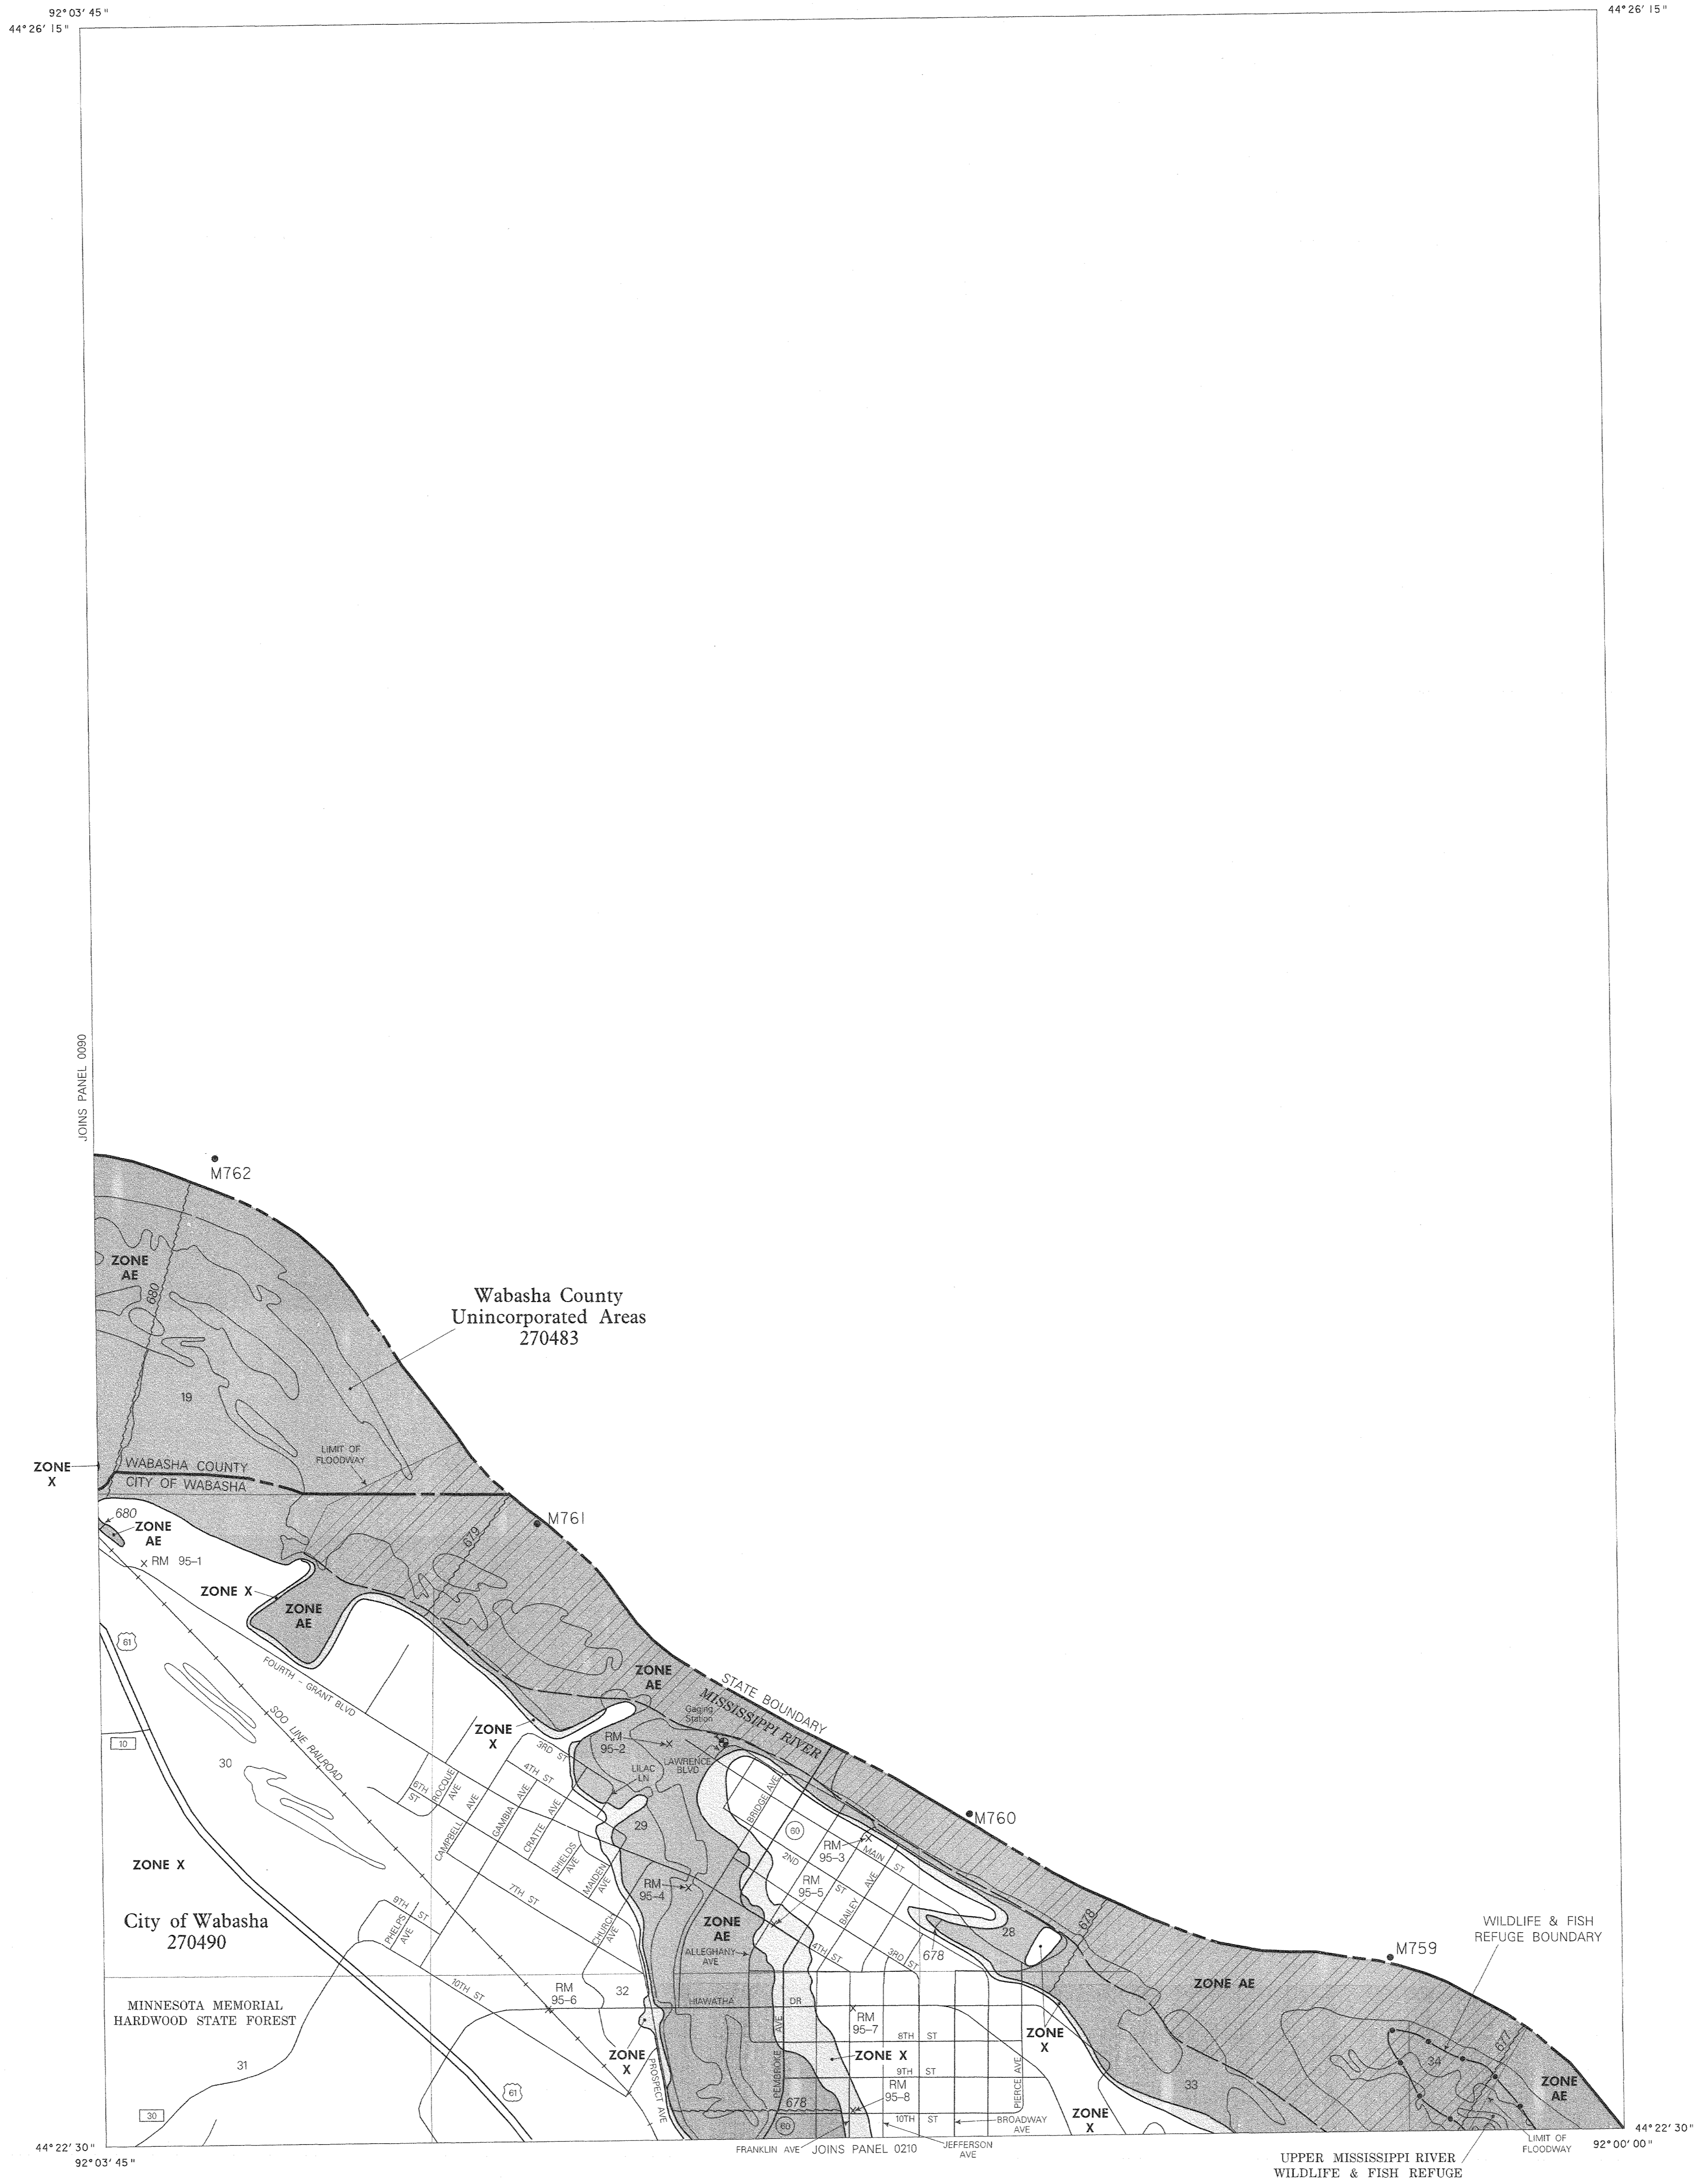 92° 03' 45"
44° 26' 15"
44° 26' 15"
JOINS PANEL 0090
M762
ZONE
AE
680
Wabasha County
Unincorporated Areas
270483
19
LIMIT OF
FLOODWAY
ZONE
X
WABASHA COUNTY
CITY OF WABASHA
680
ZONE
AE
M761
679
RM 95-1
ZONE X
ZONE
AE
61
FOURTH - GRANT BLVD
SOO LINE RAILROAD
ZONE
AE
STATE BOUNDARY
MISSISSIPPI RIVER
Gaging
Station
ZONE
X
10
30
RM
95-2
3RD ST
LAWRENCE
BLVD
LILAC
LN
4TH ST
6TH
ST
ROCQUE
AVE
CAMPBELL AVE
GAMBIA AVE
CRATTE AVE
SHIELDS
AVE
MAIDEN
AVE
29
BRIDGE AVE
60
M760
RM
95-3
MAIN ST
2ND ST
RM
95-5
RM
95-4
BAILEY AVE
ZONE X
7TH ST
9TH ST
PHELPS
AVE
CHURCH
AVE
City of Wabasha
270490
ZONE
AE
ALLEGHANY
AVE
4TH ST
3RD ST
678
28
678
WILDLIFE & FISH
REFUGE BOUNDARY
M759
ZONE AE
10TH ST
RM
95-6
32
HIAWATHA DR
MINNESOTA MEMORIAL
HARDWOOD STATE FOREST
RM
95-7
8TH ST
ZONE
X
677
34
31
ZONE
X
PROSPECT AVE
PEMBROKE AVE
ZONE X
9TH ST
PIERCE AVE
33
ZONE
AE
61
RM
95-8
678
60
10TH ST
BROADWAY
AVE
ZONE
X
30
44° 22' 30"
92° 03' 45"
FRANKLIN AVE
JOINS PANEL 0210
JEFFERSON
AVE
LIMIT OF
FLOODWAY
44° 22' 30"
92° 00' 00"
UPPER MISSISSIPPI RIVER
WILDLIFE & FISH REFUGE